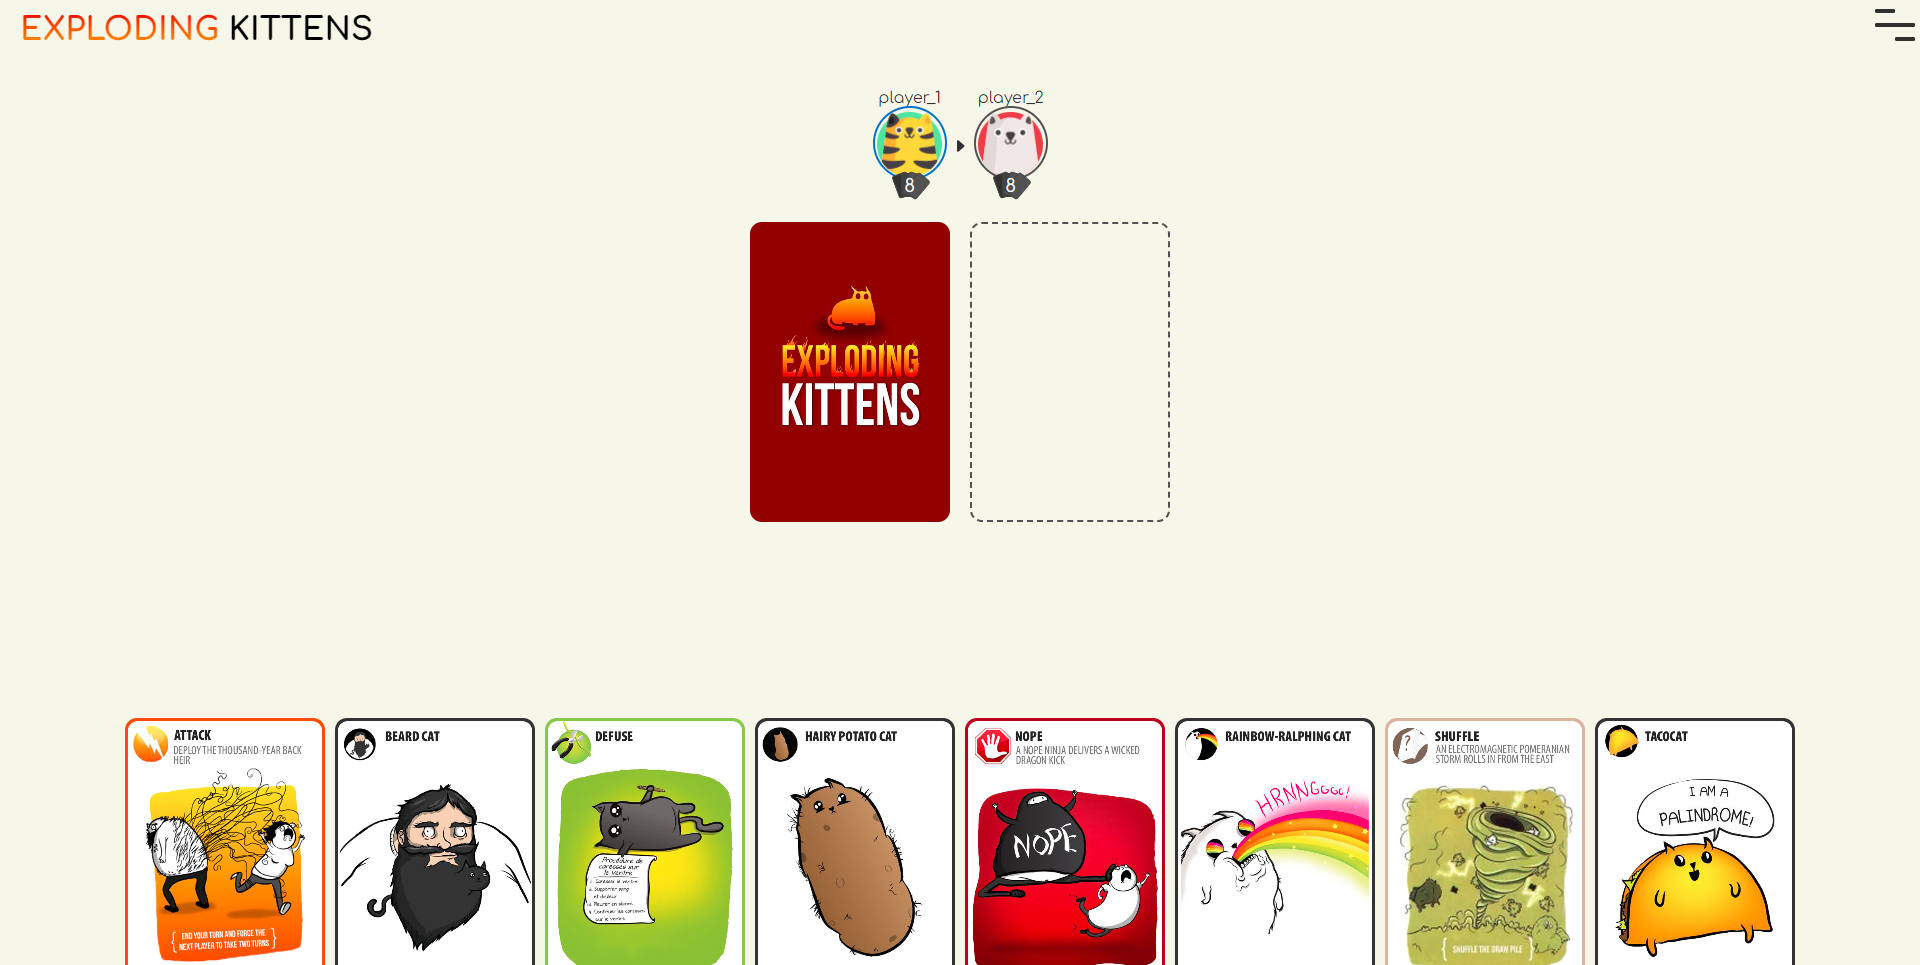 EXPLODING KITTENS
player_1
player_2
8
8
EXPLODING
KITTENS
ATTACK
DEPLOY THE THOUSAND-YEAR BACK
HEIR
END YOUR TURN AND FORCE THE
NEXT PLAYER TO TAKE TWO TURNS
BEARD CAT
DEFUSE
Procédure de
caresses sur
le ventre
HAIRY POTATO CAT
NOPE
A NOPE NINJA DELIVERS A WICKED
DRAGON KICK
NOPE
RAINBOW-RALPHING CAT
HRNNGGGG!
SHUFFLE
AN ELECTROMAGNETIC POMERANIAN
STORM ROLLS IN FROM THE EAST
SHUFFLE THE DRAW PILE
TACOCAT
I AM A
PALINDROME!